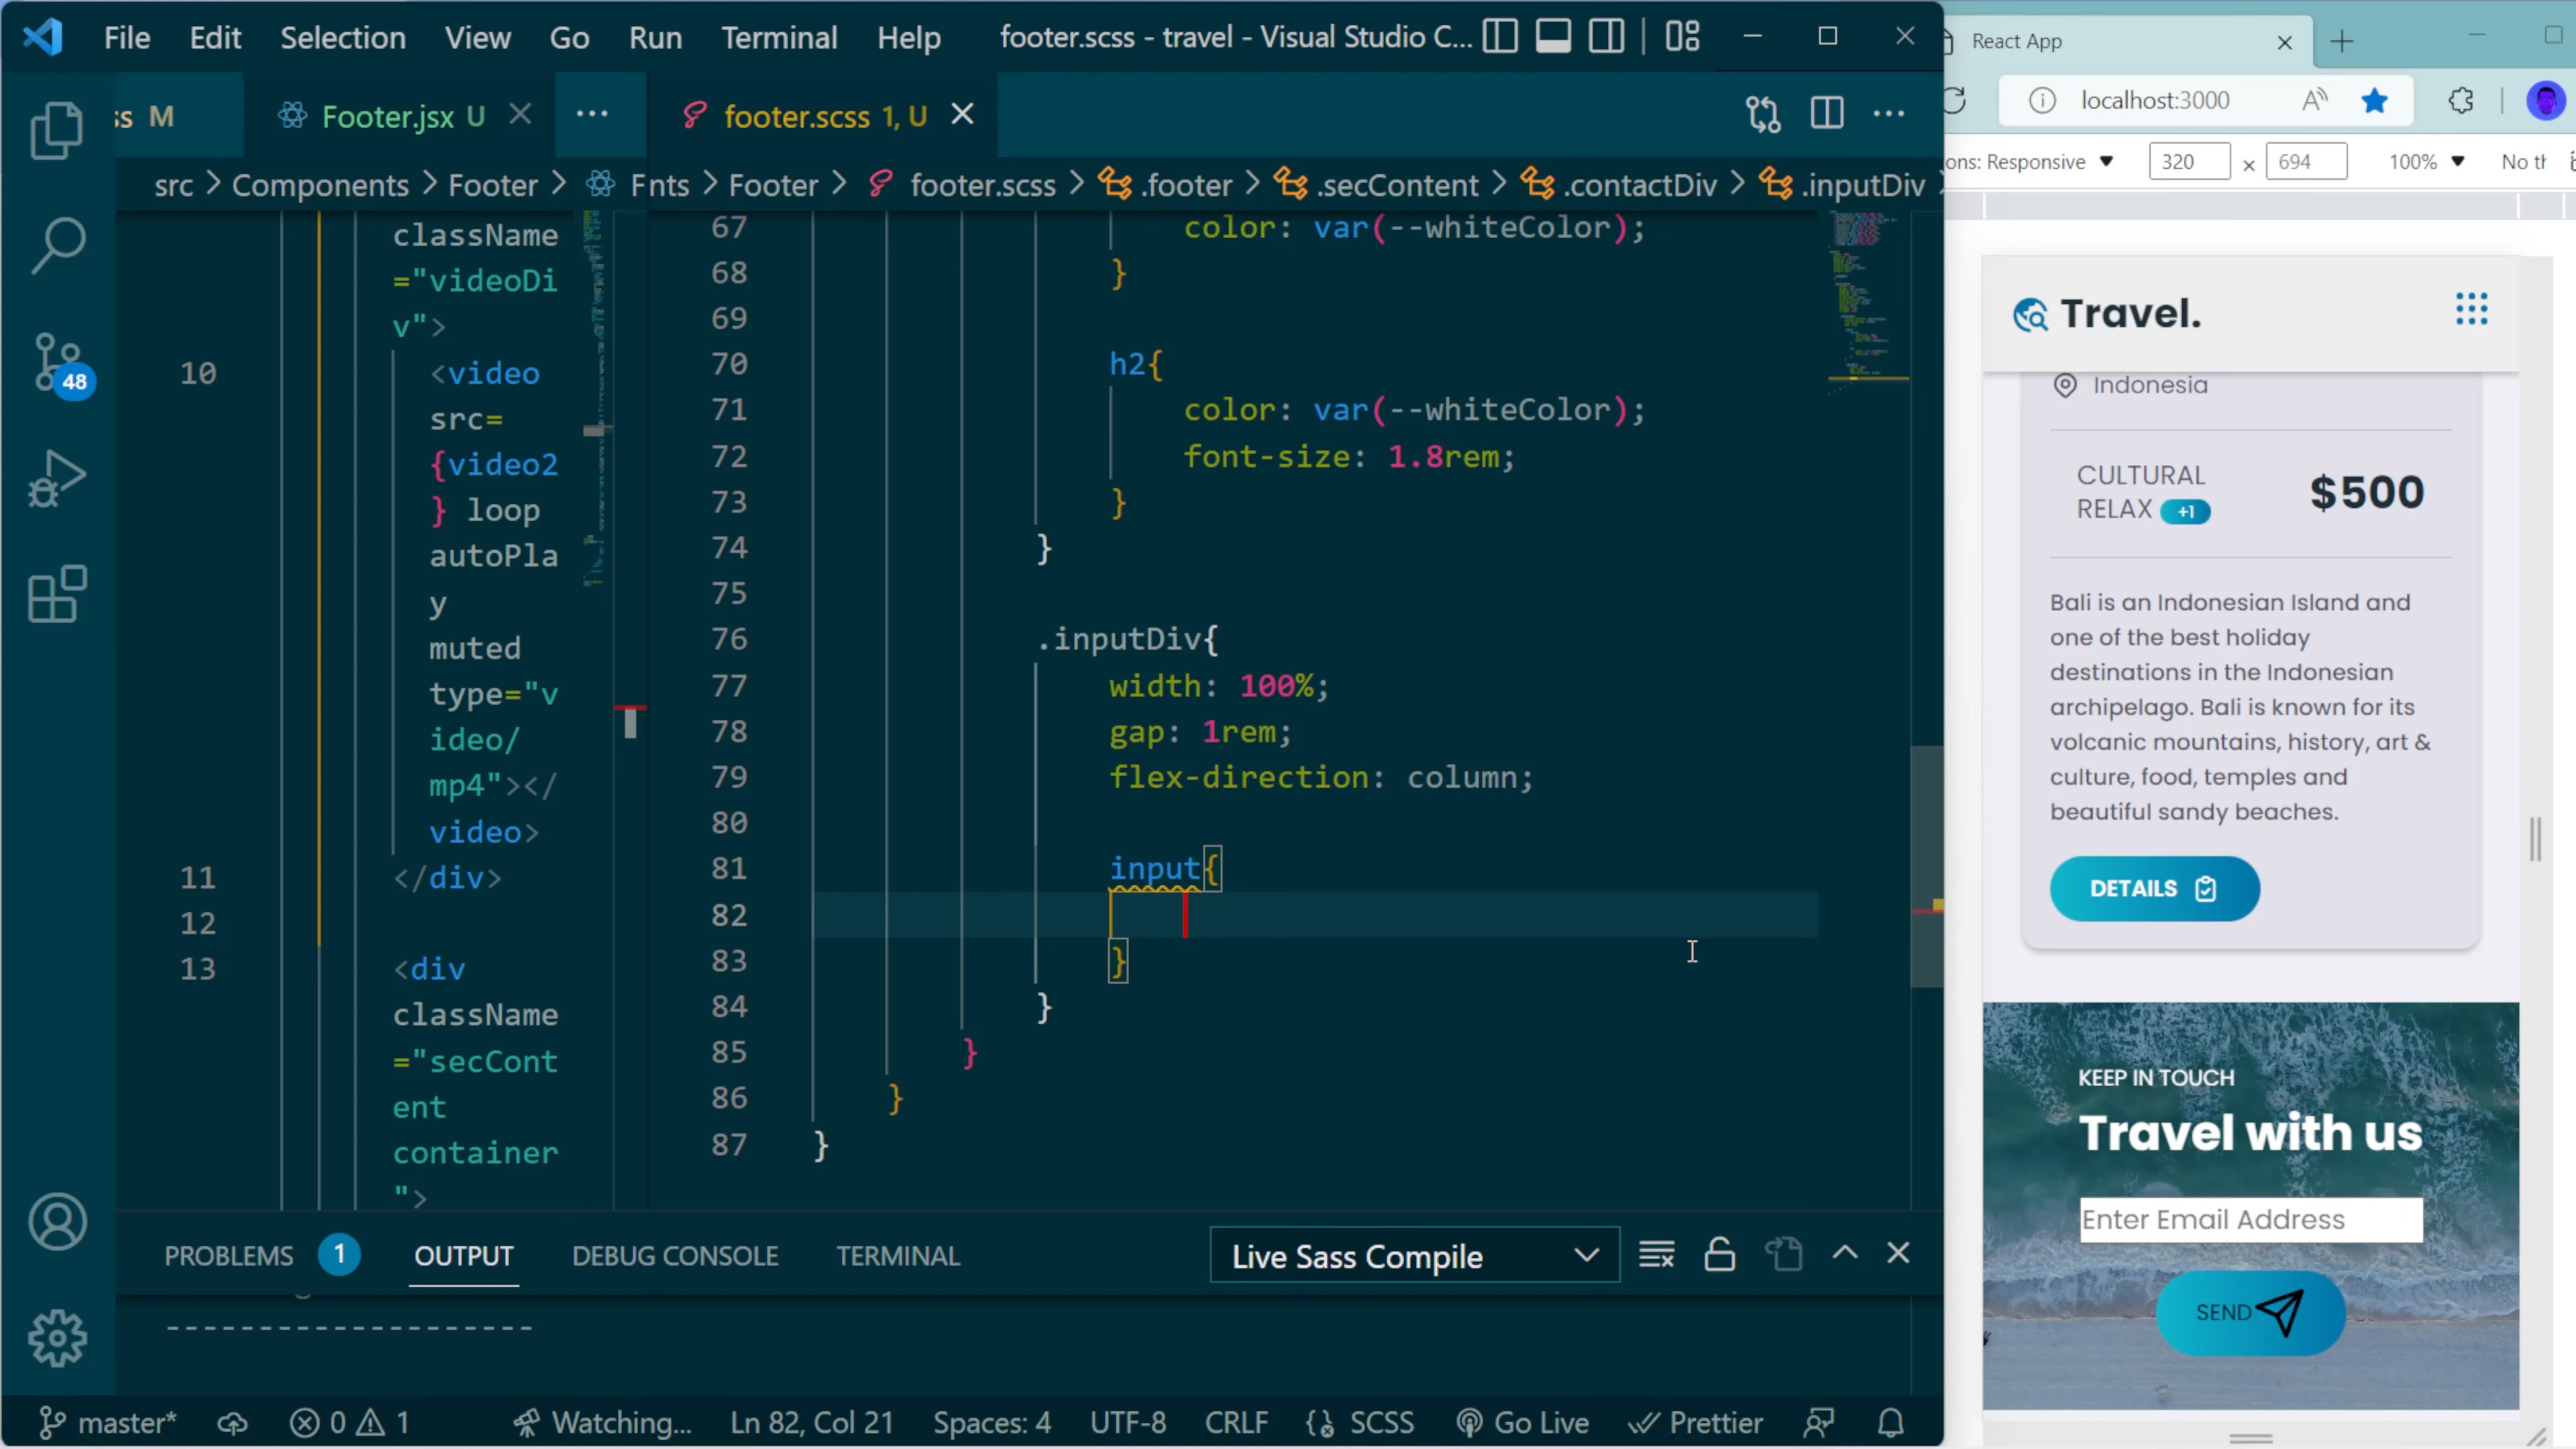 File Edit Selection View Go Run Terminal Help footer.scss - travel - Visual Studio C...
ss M Footer.jsx U ... footer.scss 1, U
src > Components > Footer > F
nts > Footer > footer.scss > .footer > .secContent > .contactDiv > .inputDiv
className
="videoDi
v">
10 <video
src=
{video2
} loop
autoPla
y
muted
type="v
ideo/
mp4"></
video>
11 </div>
12
13 <div
className
="secCont
ent
container
">
67 color: var(--whiteColor);
68 }
69
70 h2{
71 color: var(--whiteColor);
72 font-size: 1.8rem;
73 }
74 }
75
76 .inputDiv{
77 width: 100%;
78 gap: 1rem;
79 flex-direction: column;
80
81 input{
82
83 }
84 }
85 }
86 }
87 }
48
PROBLEMS 1 OUTPUT DEBUG CONSOLE TERMINAL Live Sass Compile
--------------------
master* 0 1 Watching... Ln 82, Col 21 Spaces: 4 UTF-8 CRLF SCSS Go Live Prettier
React App
localhost:3000
ons: Responsive 320 × 694 100% No th
Travel.
Indonesia
CULTURAL
RELAX +1
$500
Bali is an Indonesian Island and
one of the best holiday
destinations in the Indonesian
archipelago. Bali is known for its
volcanic mountains, history, art &
culture, food, temples and
beautiful sandy beaches.
DETAILS
KEEP IN TOUCH
Travel with us
Enter Email Address
SEND